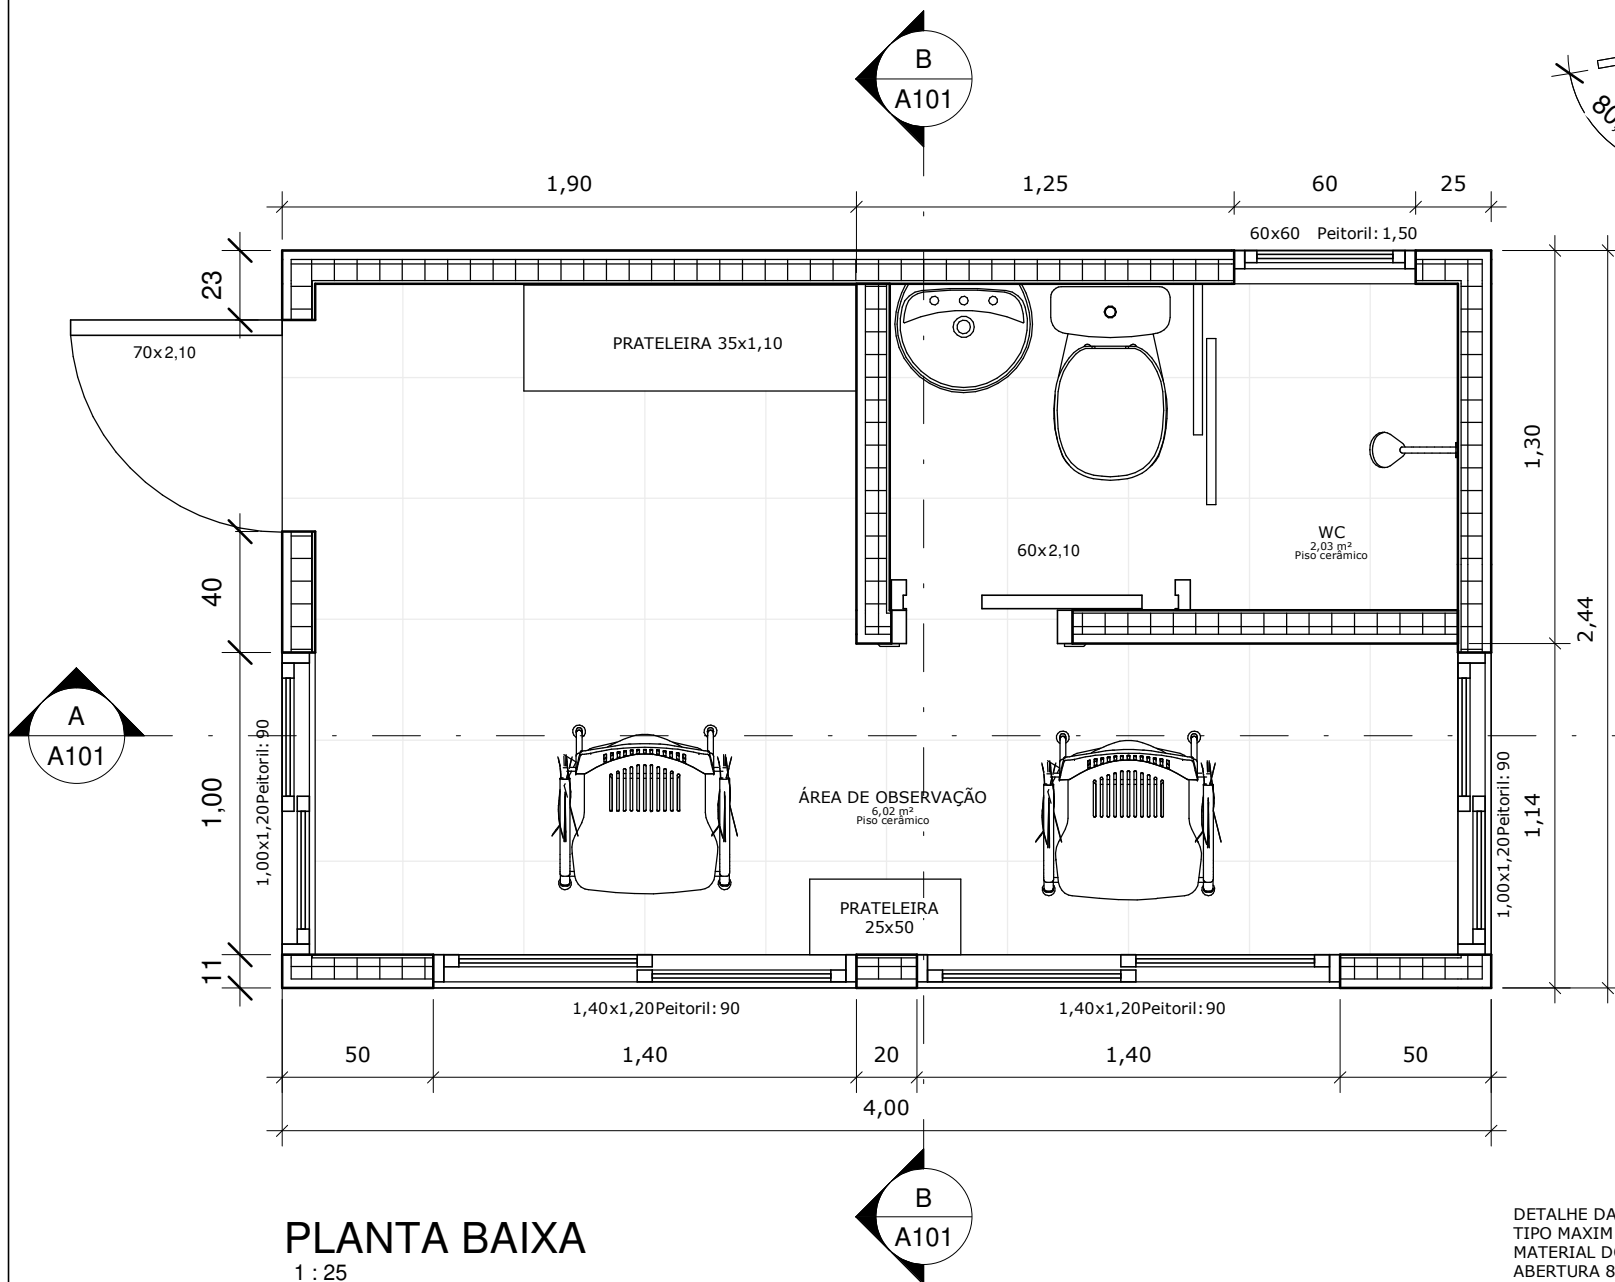 B
A101
80,
1,90
1,25
60
25
60x60 Peitoril: 1,50
23
70x2,10
PRATELEIRA 35x1,10
1,30
WC
2,03 m²
Piso cerâmico
60x2,10
40
2,44
A
A101
1,00
1,00x1,20Peitoril: 90
ÁREA DE OBSERVAÇÃO
6,02 m²
Piso cerâmico
1,00x1,20Peitoril: 90
1,14
PRATELEIRA
25x50
11
1,40x1,20Peitoril: 90
1,40x1,20Peitoril: 90
50
1,40
20
1,40
50
4,00
B
A101
PLANTA BAIXA
1 : 25
DETALHE DA
TIPO MAXIM
MATERIAL DO
ABERTURA 8